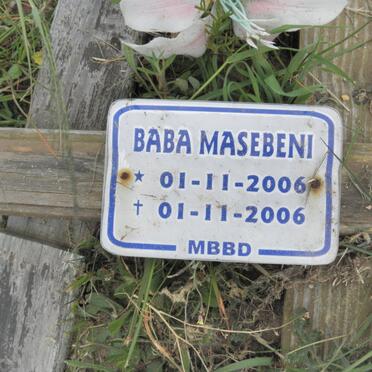 BABA MASEBENI
* 01-11-2006
† 01-11-2006
MBBD